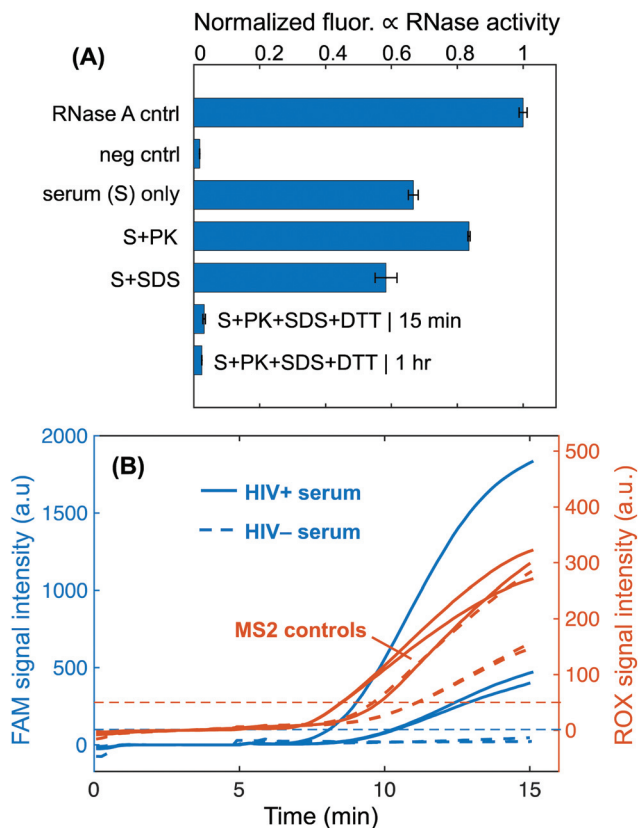 Normalized fluor. ∝ RNase activity
0 0.2 0.4 0.6 0.8 1
(A)
RNase A cntrl
neg cntrl
serum (S) only
S+PK
S+SDS
S+PK+SDS+DTT | 15 min
S+PK+SDS+DTT | 1 hr
(B)
HIV+ serum
HIV– serum
MS2 controls
FAM signal intensity (a.u)
2000
1500
1000
500
0
ROX signal intensity (a.u.)
500
400
300
200
100
0
0 5 10 15
Time (min)